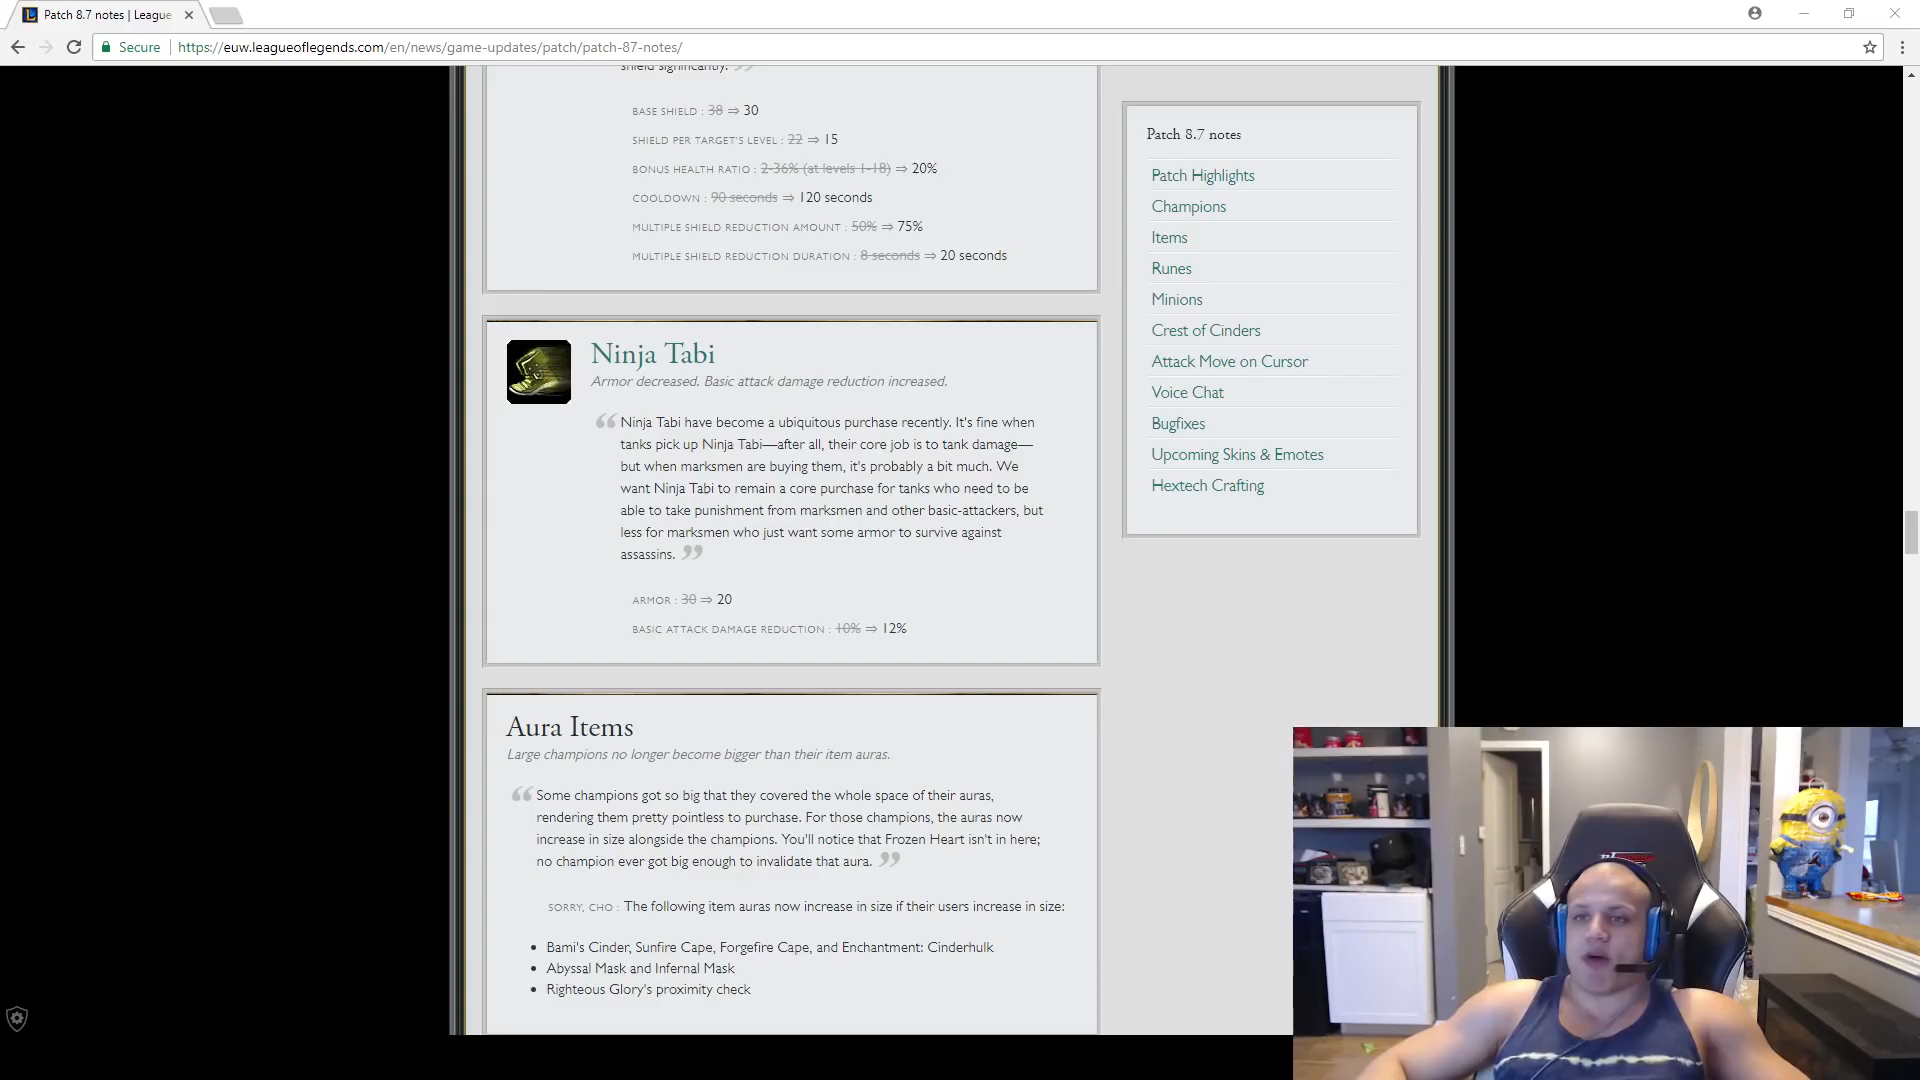 Patch 8.7 notes | League
Secure
https://euw.leagueoflegends.com/en/news/game-updates/patch/patch-87-notes/
shield significantly. ”
BASE SHIELD : 38 ⇒ 30
SHIELD PER TARGET'S LEVEL : 22 ⇒ 15
BONUS HEALTH RATIO : 2-36% (at levels 1-18) ⇒ 20%
COOLDOWN : 90 seconds ⇒ 120 seconds
MULTIPLE SHIELD REDUCTION AMOUNT : 50% ⇒ 75%
MULTIPLE SHIELD REDUCTION DURATION : 8 seconds ⇒ 20 seconds
Ninja Tabi
Armor decreased. Basic attack damage reduction increased.
“ Ninja Tabi have become a ubiquitous purchase recently. It's fine when
tanks pick up Ninja Tabi—after all, their core job is to tank damage—
but when marksmen are buying them, it's probably a bit much. We
want Ninja Tabi to remain a core purchase for tanks who need to be
able to take punishment from marksmen and other basic-attackers, but
less for marksmen who just want some armor to survive against
assassins. ”
ARMOR : 30 ⇒ 20
BASIC ATTACK DAMAGE REDUCTION : 10% ⇒ 12%
Aura Items
Large champions no longer become bigger than their item auras.
“ Some champions got so big that they covered the whole space of their auras,
rendering them pretty pointless to purchase. For those champions, the auras now
increase in size alongside the champions. You'll notice that Frozen Heart isn't in here;
no champion ever got big enough to invalidate that aura. ”
SORRY, CHO : The following item auras now increase in size if their users increase in size:
• Bami's Cinder, Sunfire Cape, Forgefire Cape, and Enchantment: Cinderhulk
• Abyssal Mask and Infernal Mask
• Righteous Glory's proximity check
Patch 8.7 notes
Patch Highlights
Champions
Items
Runes
Minions
Crest of Cinders
Attack Move on Cursor
Voice Chat
Bugfixes
Upcoming Skins & Emotes
Hextech Crafting